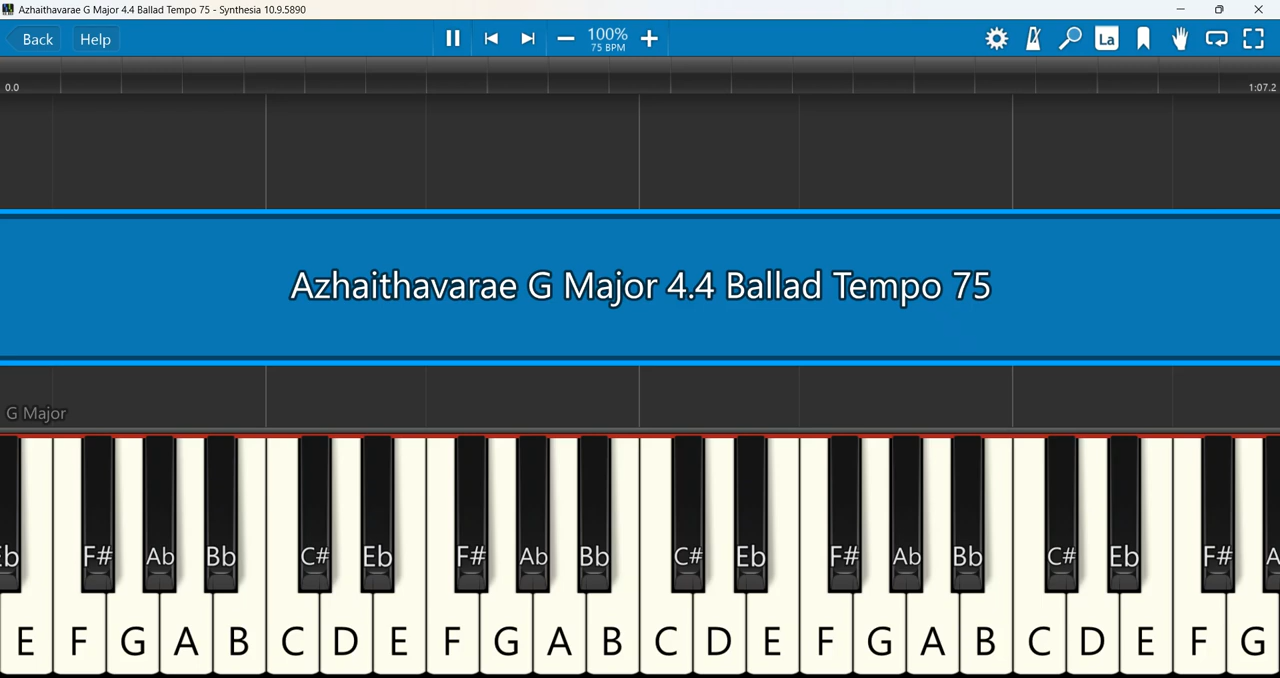 Azhaithavarae G Major 4.4 Ballad Tempo 75 - Synthesia 10.9.5890
Back Help 100% La
75 BPM
0.0 1:07.2
Azhaithavarae G Major 4.4 Ballad Tempo 75
G Major
Eb F# Ab Bb C# Eb F# Ab Bb C# Eb F# Ab Bb C# Eb F# A
E F G A B C D E F G A B C D E F G A B C D E F G